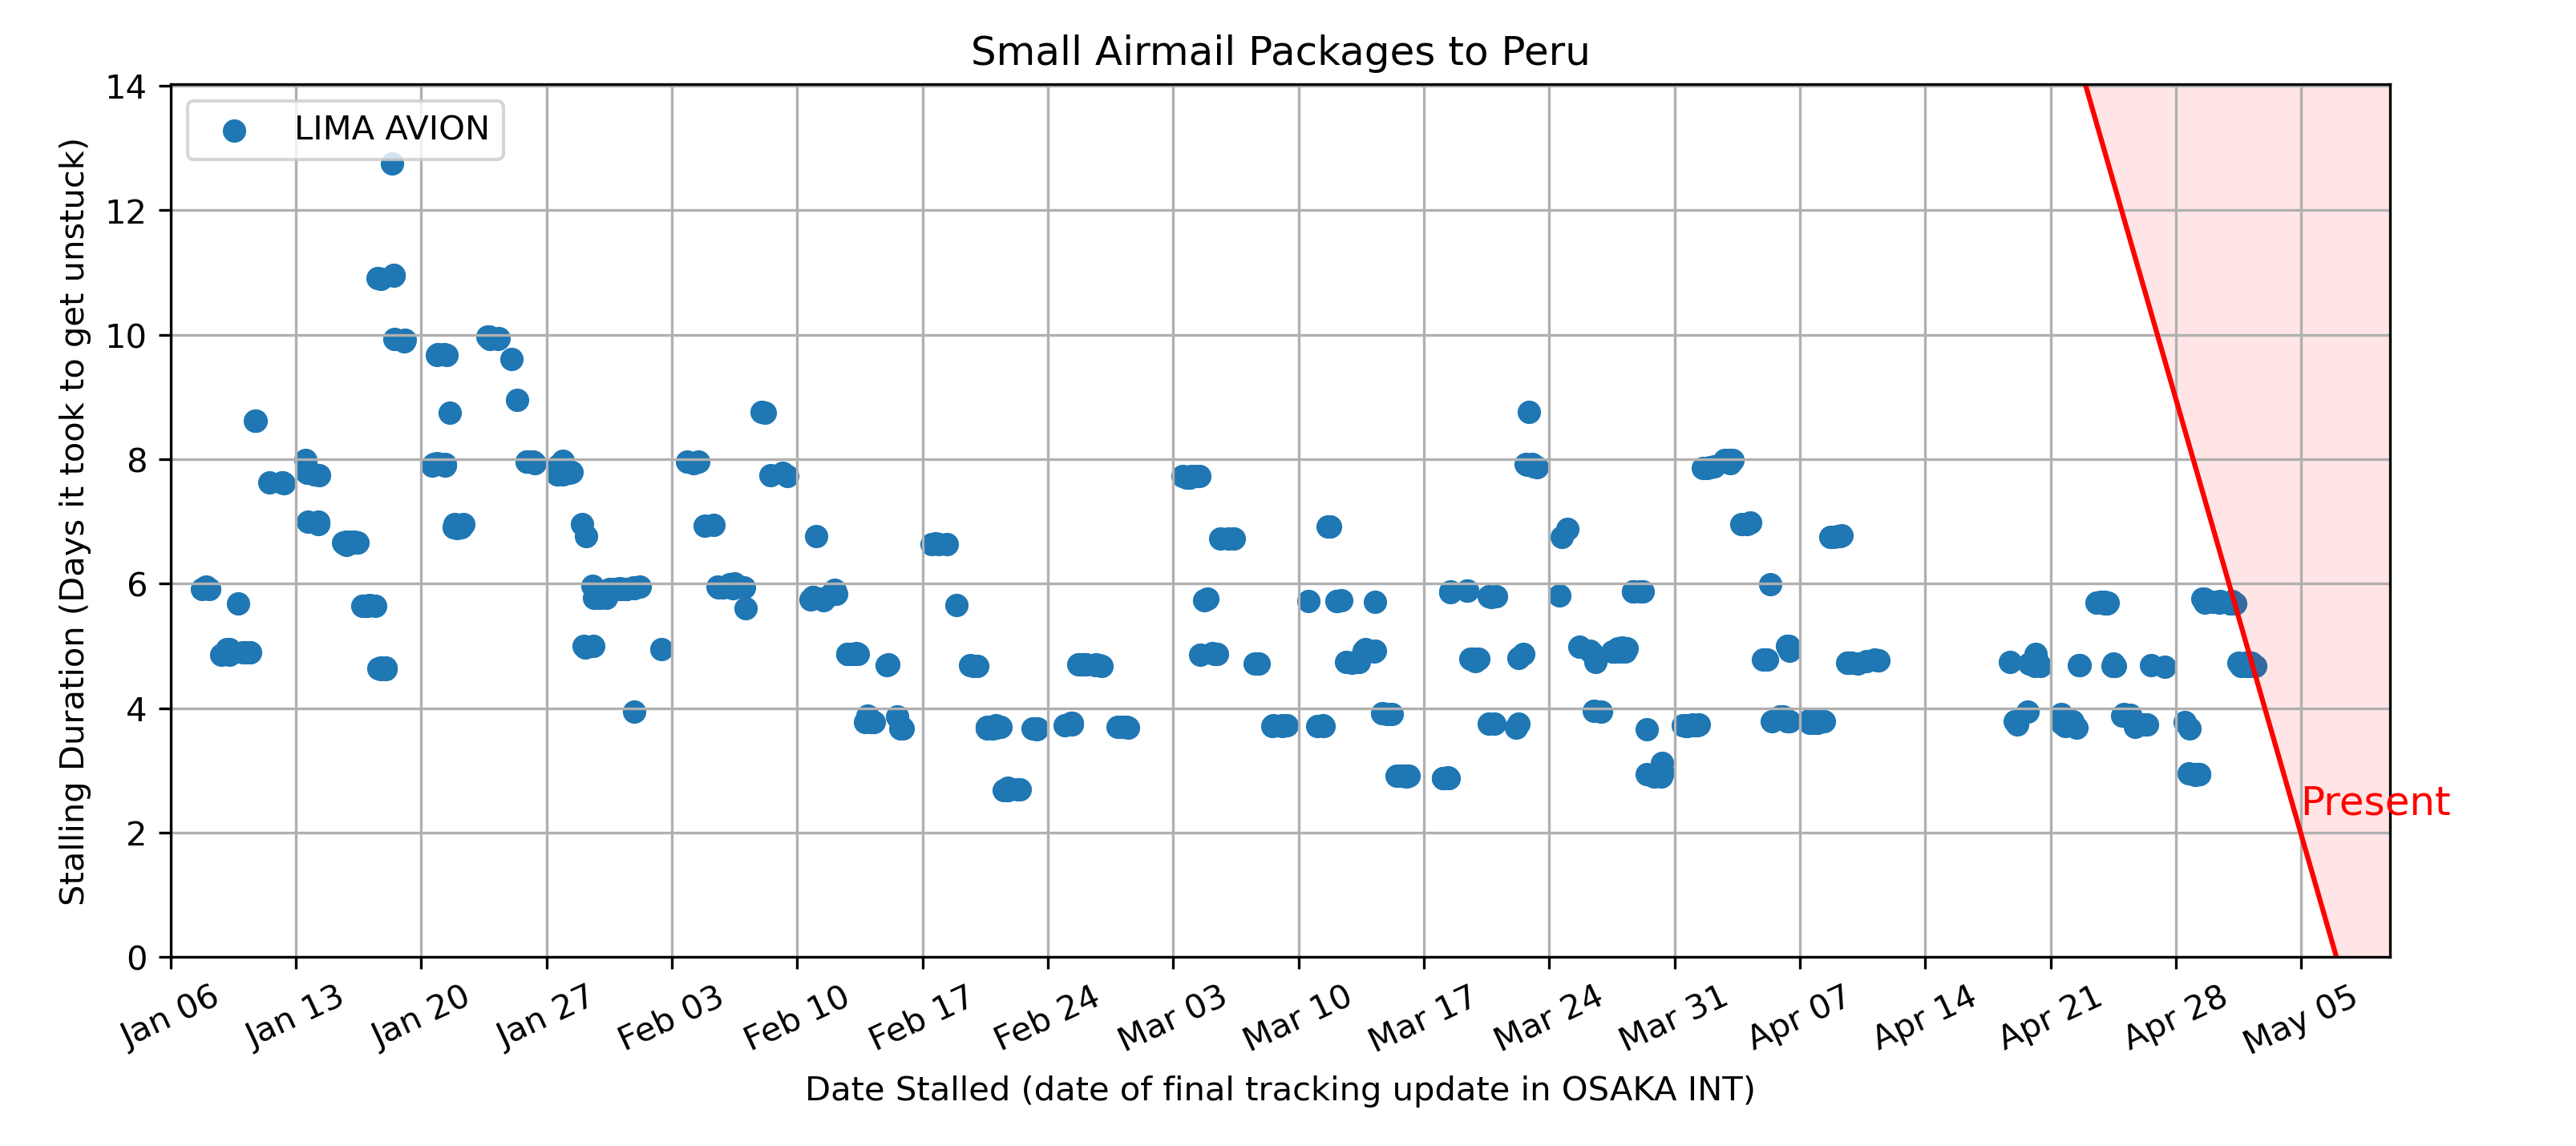 Small Airmail Packages to Peru
LIMA AVION
Stalling Duration (Days it took to get unstuck)
14
12
10
8
6
4
2
0
Present
Jan 06
Jan 13
Jan 20
Jan 27
Feb 03
Feb 10
Feb 17
Feb 24
Mar 03
Mar 10
Mar 17
Mar 24
Mar 31
Apr 07
Apr 14
Apr 21
Apr 28
May 05
Date Stalled (date of final tracking update in OSAKA INT)